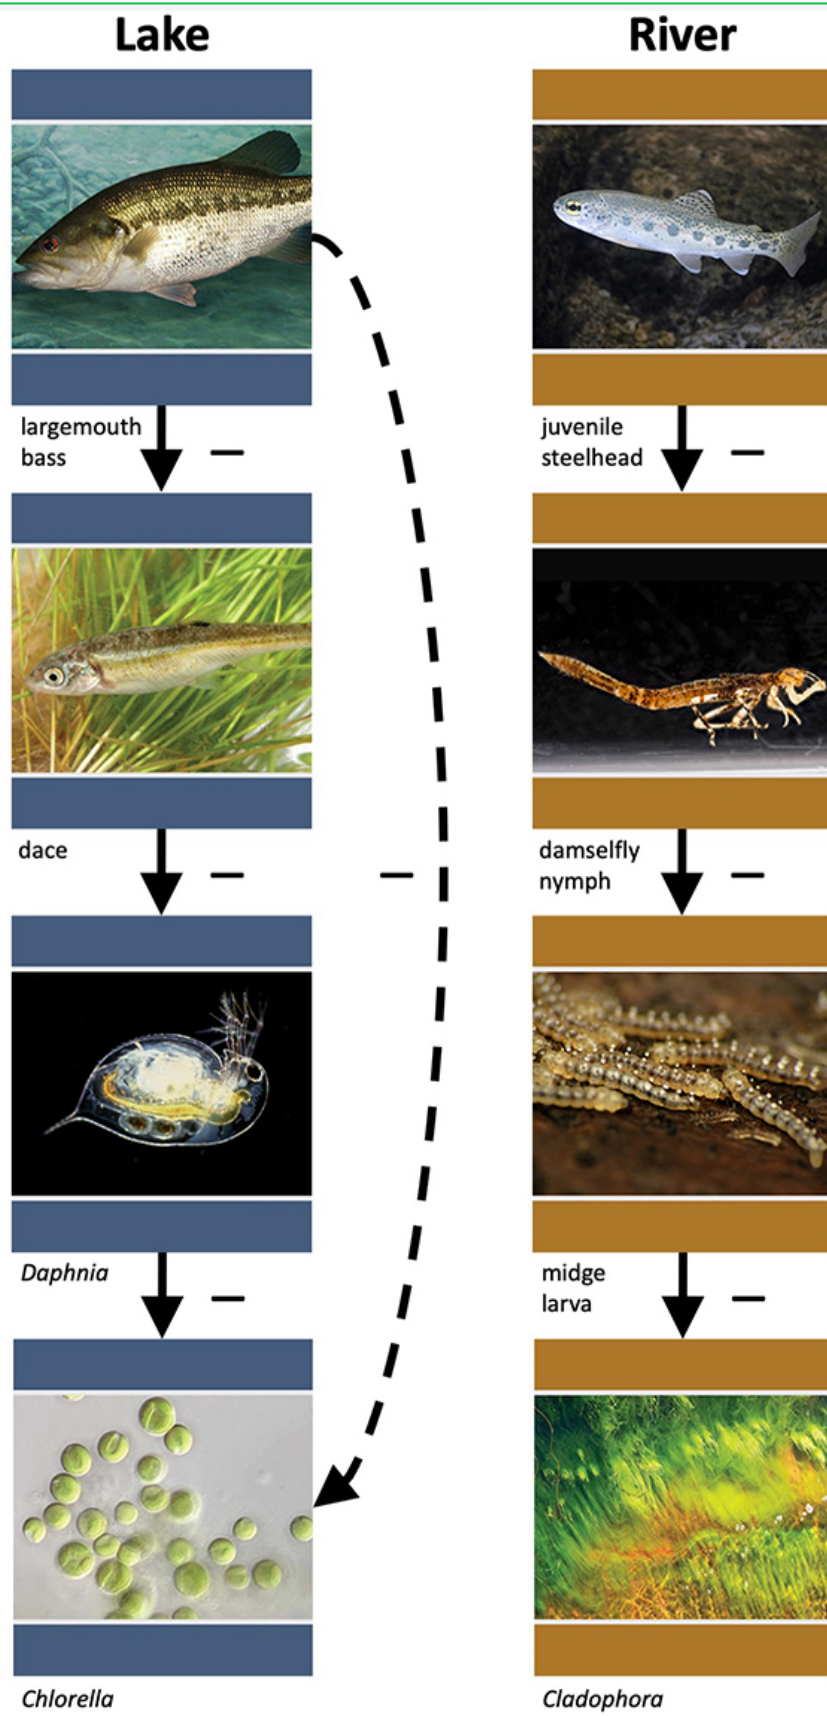 Lake
River
largemouth
bass
–
juvenile
steelhead
–
dace
–
–
damselfly
nymph
–
Daphnia
–
midge
larva
–
Chlorella
Cladophora